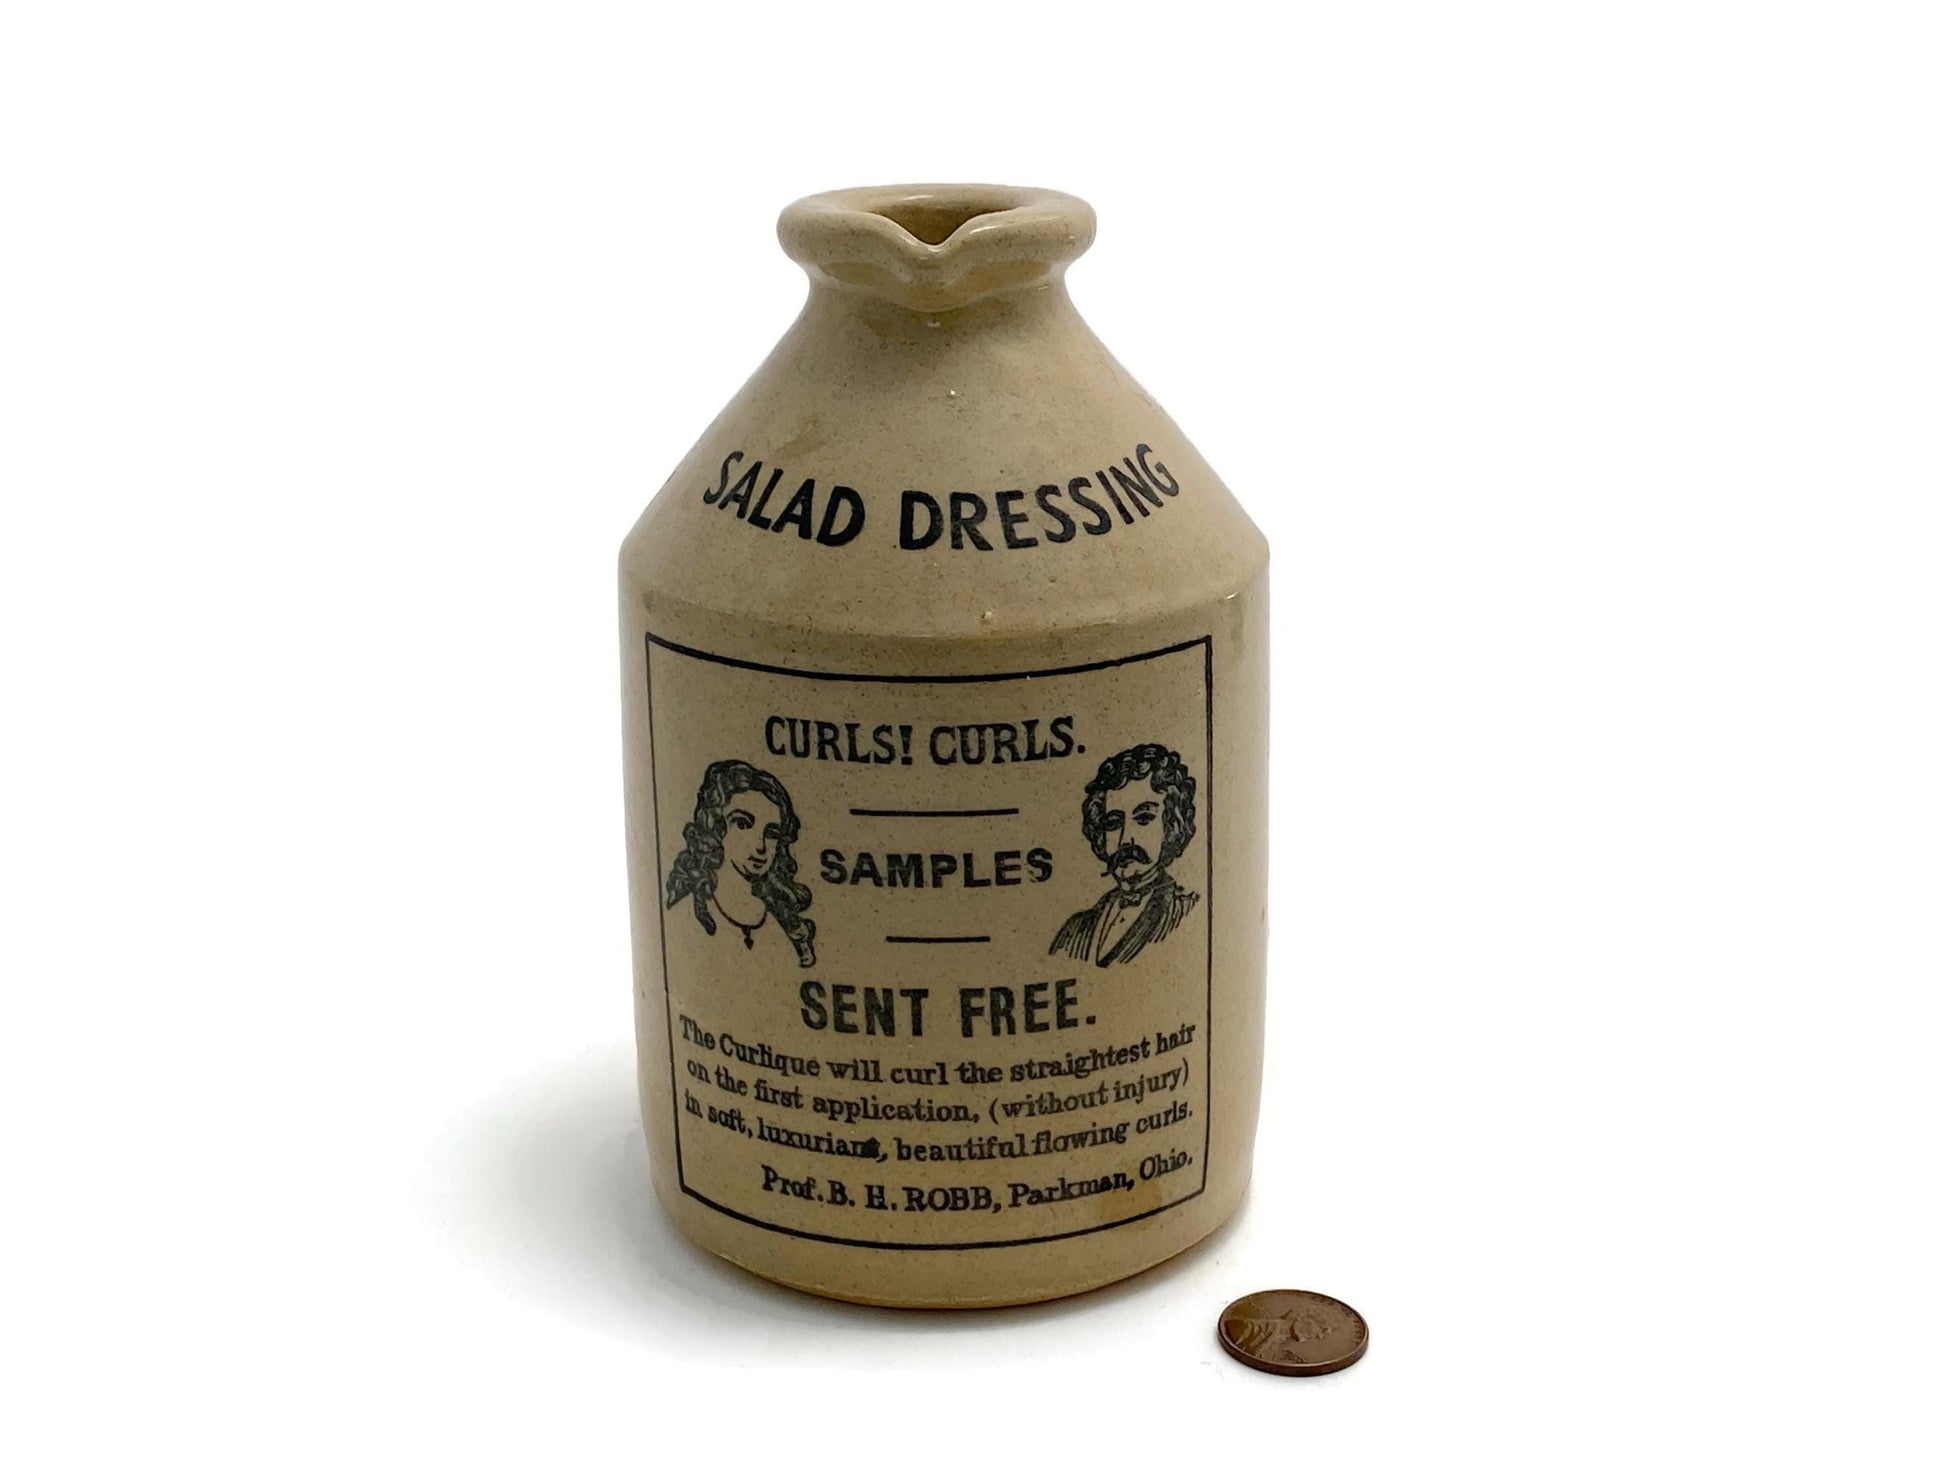 SALAD DRESSING
CURLS! CURLS.
SAMPLES
SENT FREE.
The Curlique will curl the straightest hair
on the first application, (without injury)
in soft, luxuriant, beautiful flowing curls.
Prof. B. H. ROBB, Parkman, Ohio.